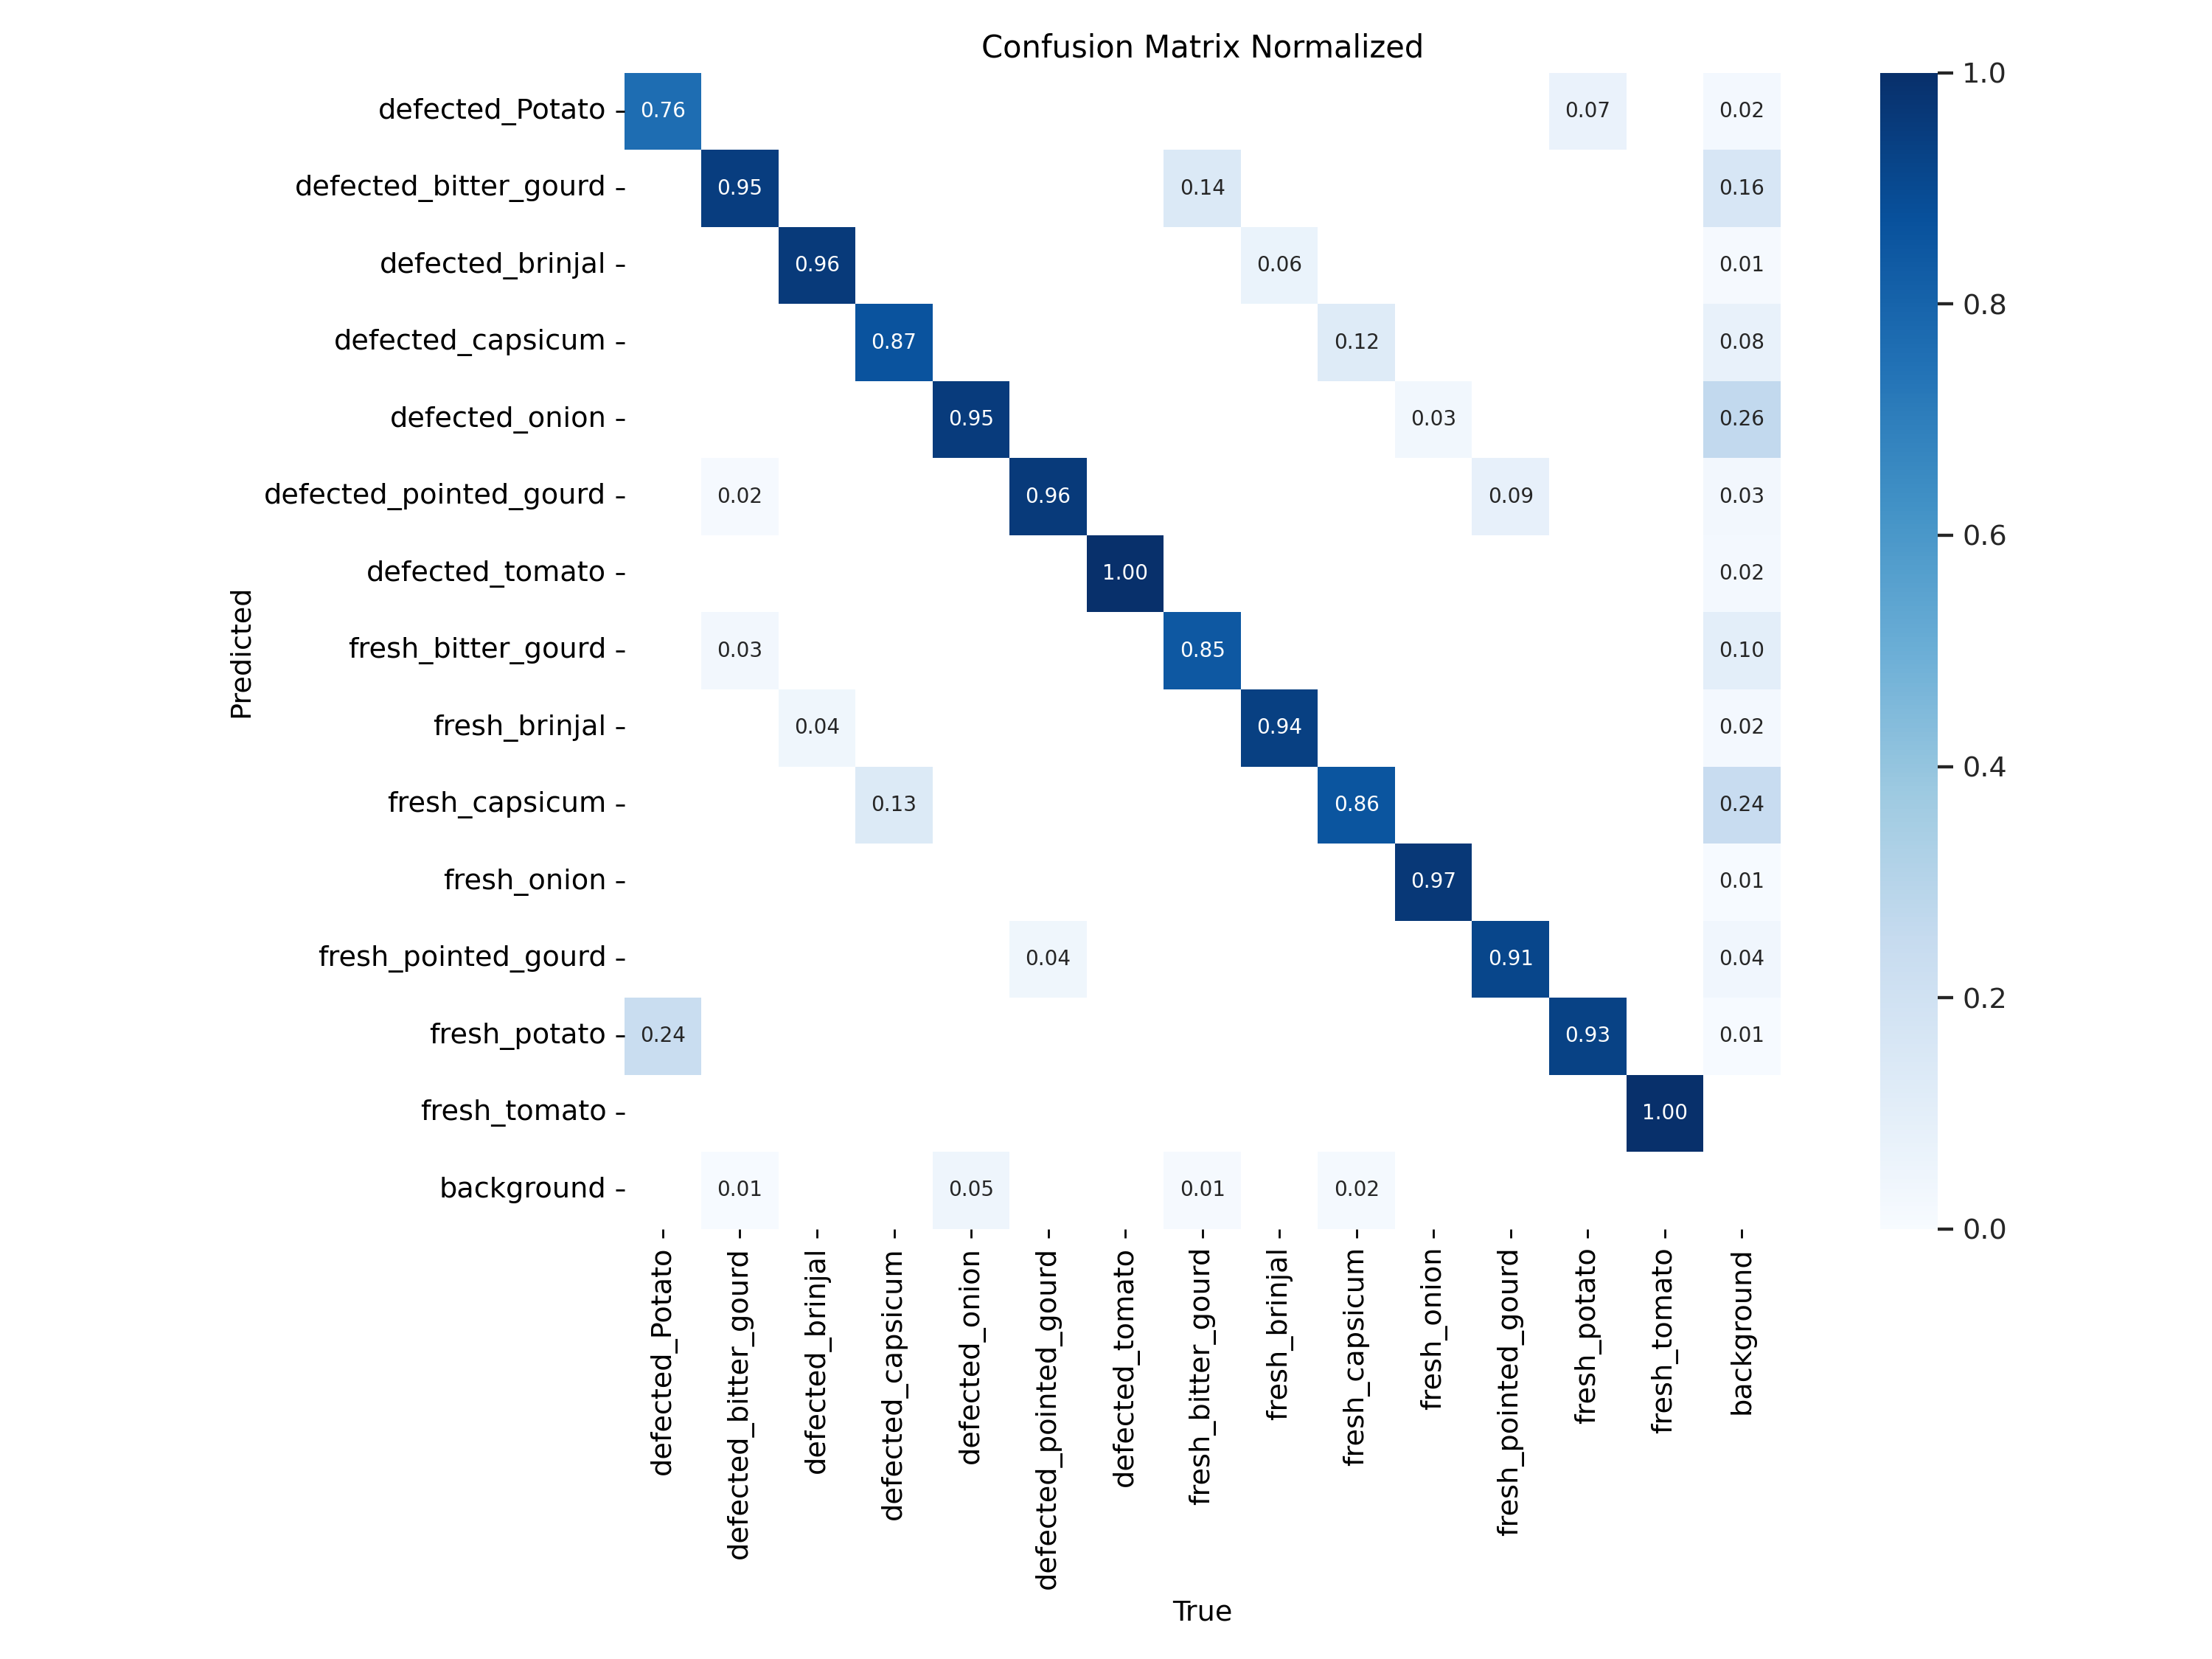 Confusion Matrix Normalized
defected_Potato 0.76 0.07 0.02
defected_bitter_gourd 0.95 0.14 0.16
defected_brinjal 0.96 0.06 0.01
defected_capsicum 0.87 0.12 0.08
defected_onion 0.95 0.03 0.26
defected_pointed_gourd 0.02 0.96 0.09 0.03
defected_tomato 1.00 0.02
fresh_bitter_gourd 0.03 0.85 0.10
fresh_brinjal 0.04 0.94 0.02
fresh_capsicum 0.13 0.86 0.24
fresh_onion 0.97 0.01
fresh_pointed_gourd 0.04 0.91 0.04
fresh_potato 0.24 0.93 0.01
fresh_tomato 1.00
background 0.01 0.05 0.01 0.02
Predicted
defected_Potato
defected_bitter_gourd
defected_brinjal
defected_capsicum
defected_onion
defected_pointed_gourd
defected_tomato
fresh_bitter_gourd
fresh_brinjal
fresh_capsicum
fresh_onion
fresh_pointed_gourd
fresh_potato
fresh_tomato
background
True
1.0
0.8
0.6
0.4
0.2
0.0